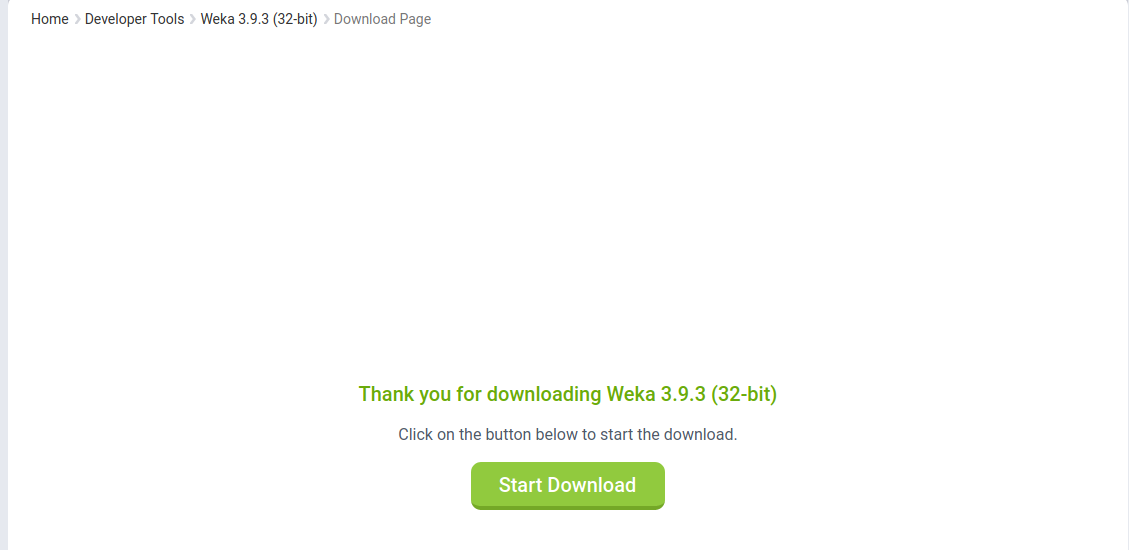 Home > Developer Tools > Weka 3.9.3 (32-bit) > Download Page
Thank you for downloading Weka 3.9.3 (32-bit)
Click on the button below to start the download.
Start Download